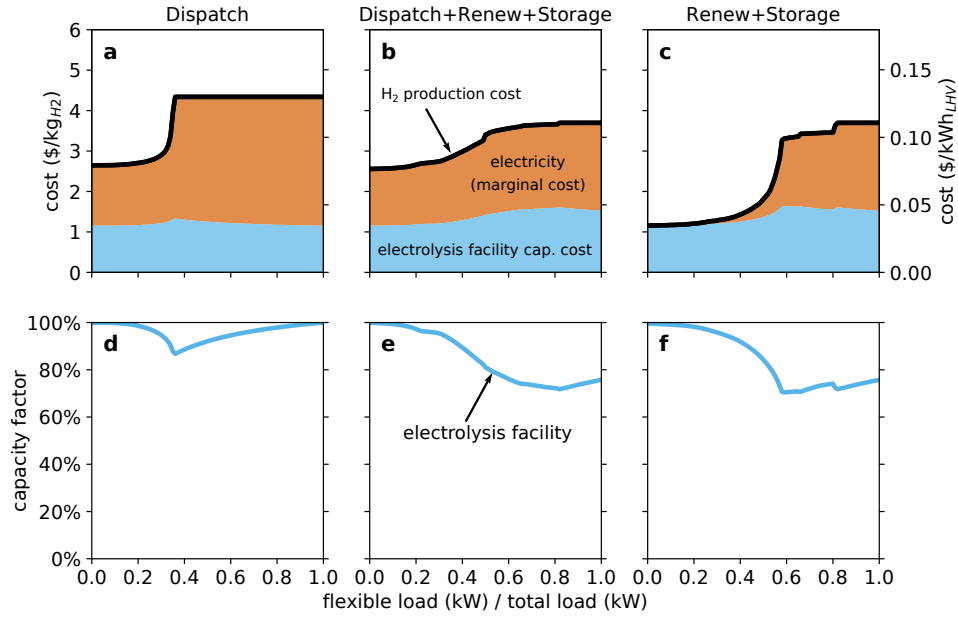 Dispatch
Dispatch+Renew+Storage
Renew+Storage
a
b
c
6
5
4
3
2
1
0
cost ($/kgH2)
H2 production cost
electricity
(marginal cost)
electrolysis facility cap. cost
0.15
0.10
0.05
0.00
cost ($/kWhLHV)
d
e
f
100%
80%
60%
40%
20%
0%
capacity factor
electrolysis facility
0.0 0.2 0.4 0.6 0.8 1.0
0.0 0.2 0.4 0.6 0.8 1.0
0.0 0.2 0.4 0.6 0.8 1.0
flexible load (kW) / total load (kW)